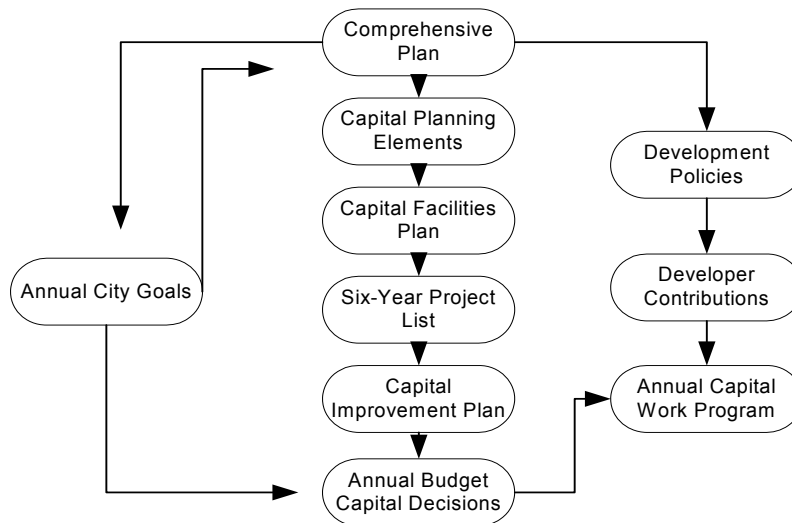 Comprehensive
Plan
Capital Planning
Elements
Development
Policies
Capital Facilities
Plan
Annual City Goals
Six-Year Project
List
Developer
Contributions
Capital
Improvement Plan
Annual Capital
Work Program
Annual Budget
Capital Decisions